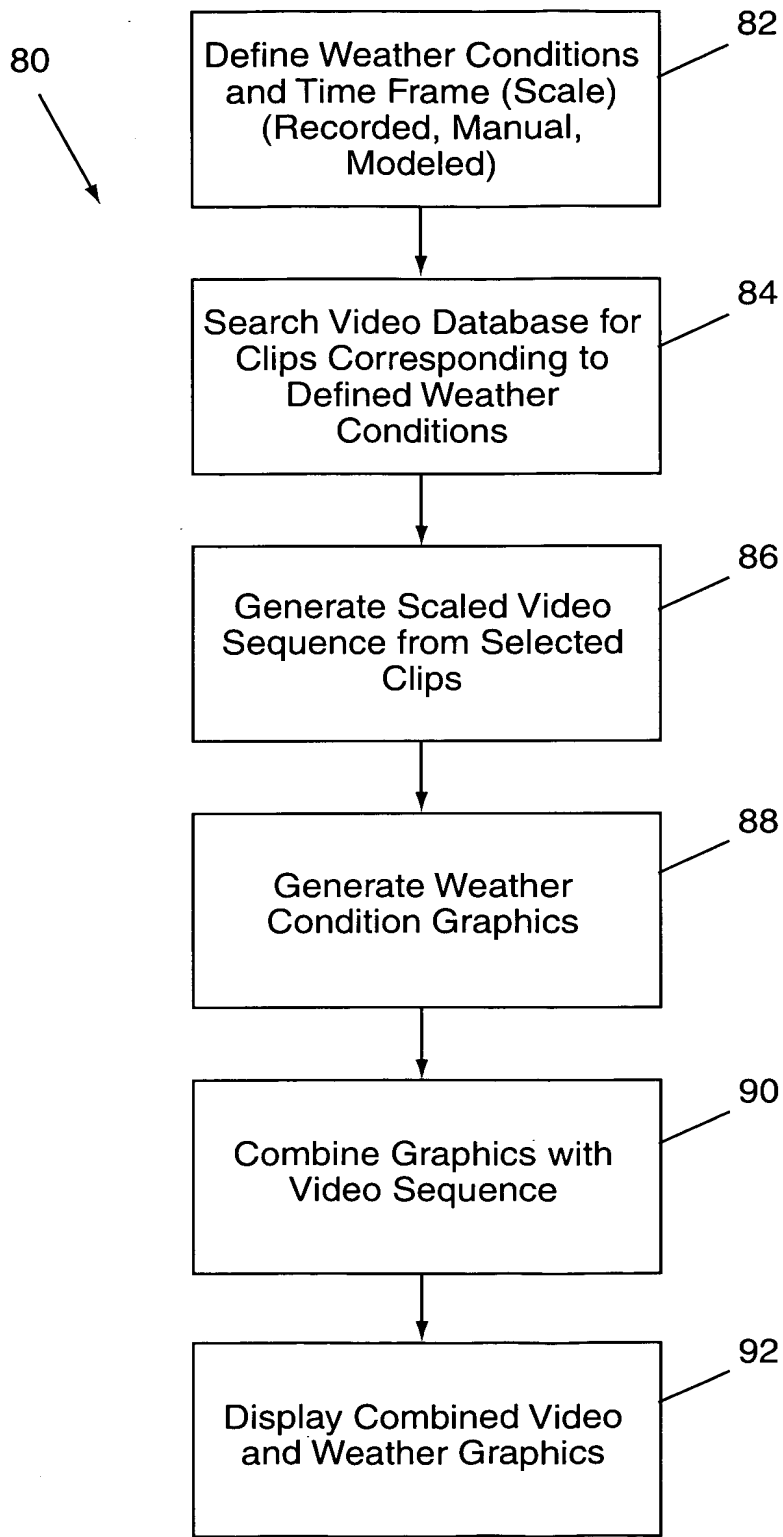 80
82
Define Weather Conditions
and Time Frame (Scale)
(Recorded, Manual,
Modeled)
84
Search Video Database for
Clips Corresponding to
Defined Weather
Conditions
86
Generate Scaled Video
Sequence from Selected
Clips
88
Generate Weather
Condition Graphics
90
Combine Graphics with
Video Sequence
92
Display Combined Video
and Weather Graphics